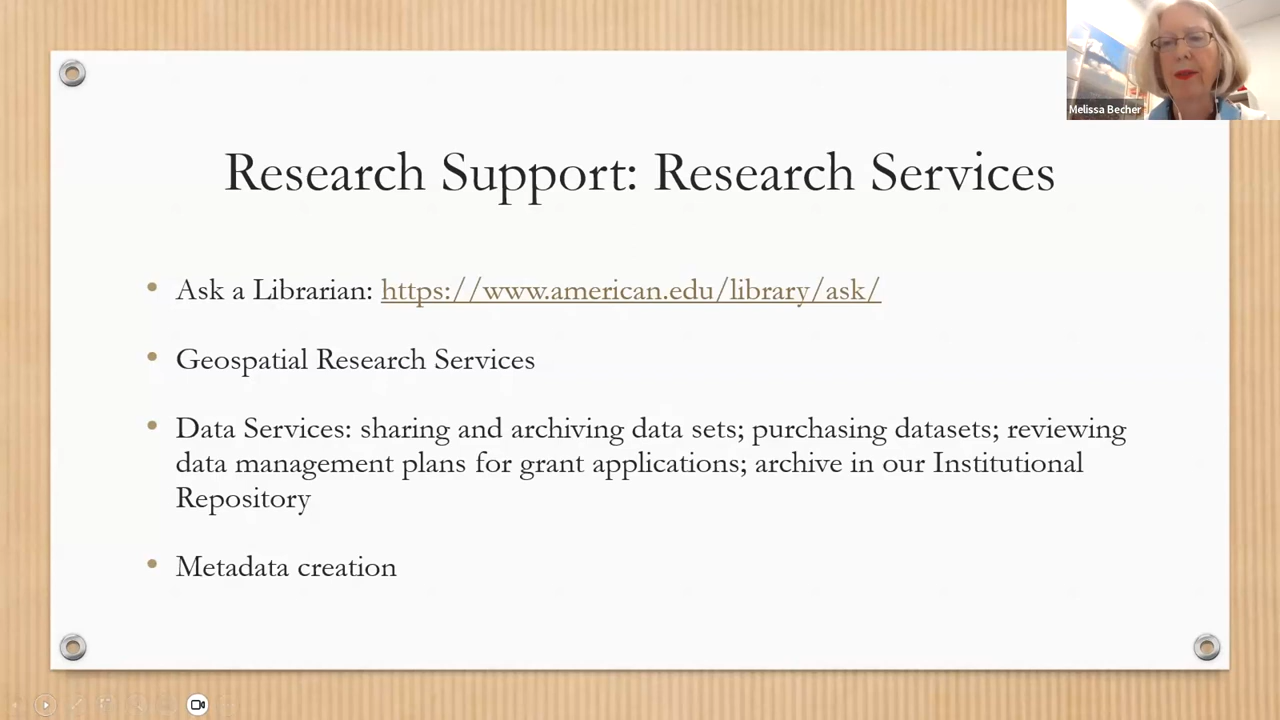 Melissa Becher
Research Support: Research Services
• Ask a Librarian: https://www.american.edu/library/ask/
• Geospatial Research Services
• Data Services: sharing and archiving data sets; purchasing datasets; reviewing
data management plans for grant applications; archive in our Institutional
Repository
• Metadata creation